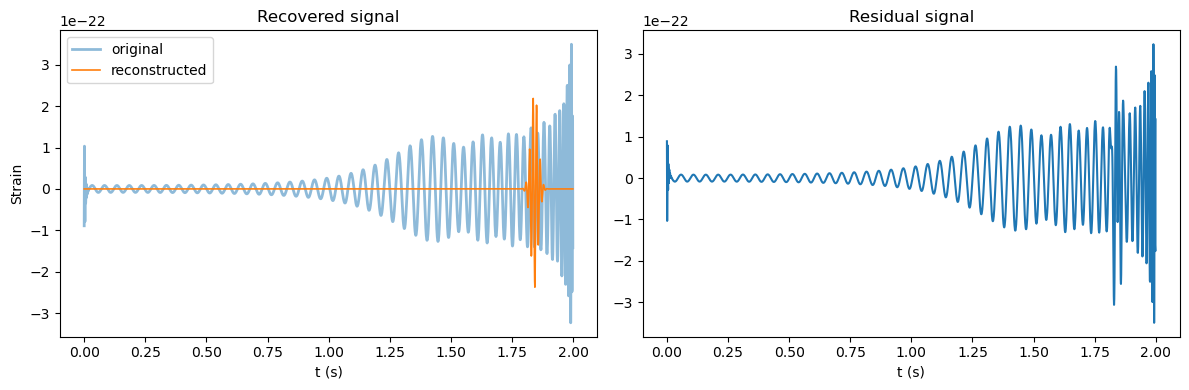 Recovered signal
1e−22
original
reconstructed
Strain
3
2
1
0
−1
−2
−3
0.00 0.25 0.50 0.75 1.00 1.25 1.50 1.75 2.00
t (s)
Residual signal
1e−22
3
2
1
0
−1
−2
−3
0.00 0.25 0.50 0.75 1.00 1.25 1.50 1.75 2.00
t (s)